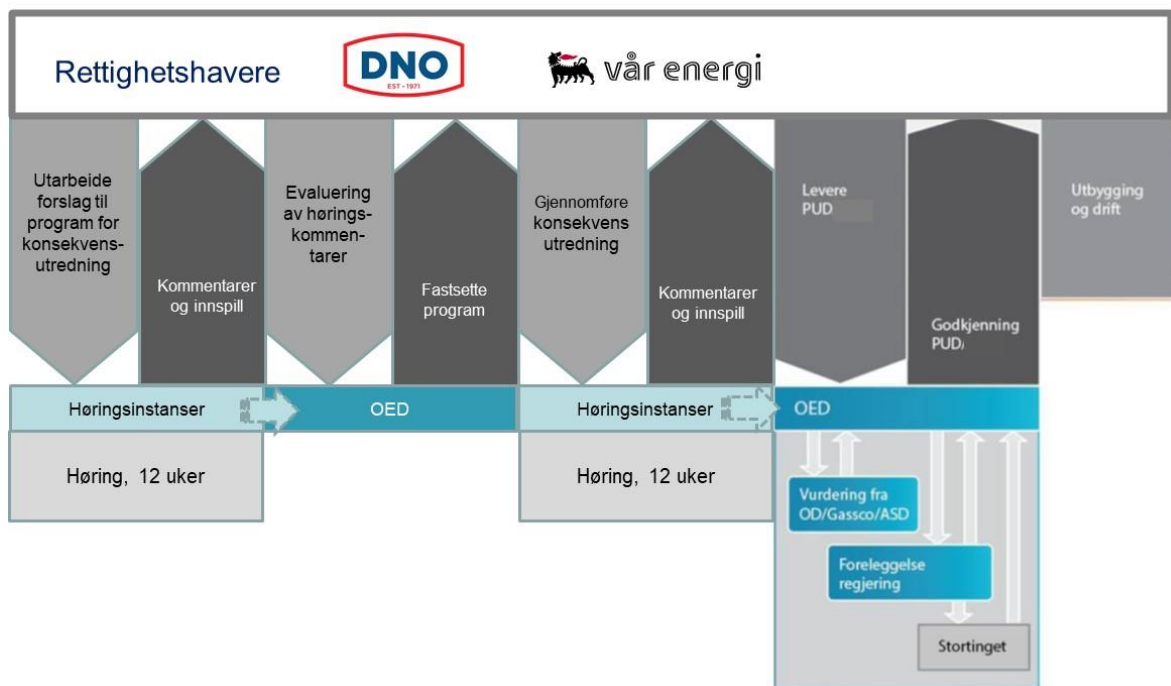 Rettighetshavere
DNO
EST • 1971
vår energi
Utarbeide
forslag til
program for
konsekvens-
utredning
Kommentarer
og innspill
Evaluering
av hørings-
kommen-
tarer
Fastsette
program
Gjennomføre
konsekvens
utredning
Kommentarer
og innspill
Levere
PUD
Godkjenning
PUD/
Utbygging
og drift
Høringsinstanser
OED
Høringsinstanser
OED
Høring, 12 uker
Høring, 12 uker
Vurdering fra
OD/Gassco/ASD
Foreleggelse
regjering
Stortinget